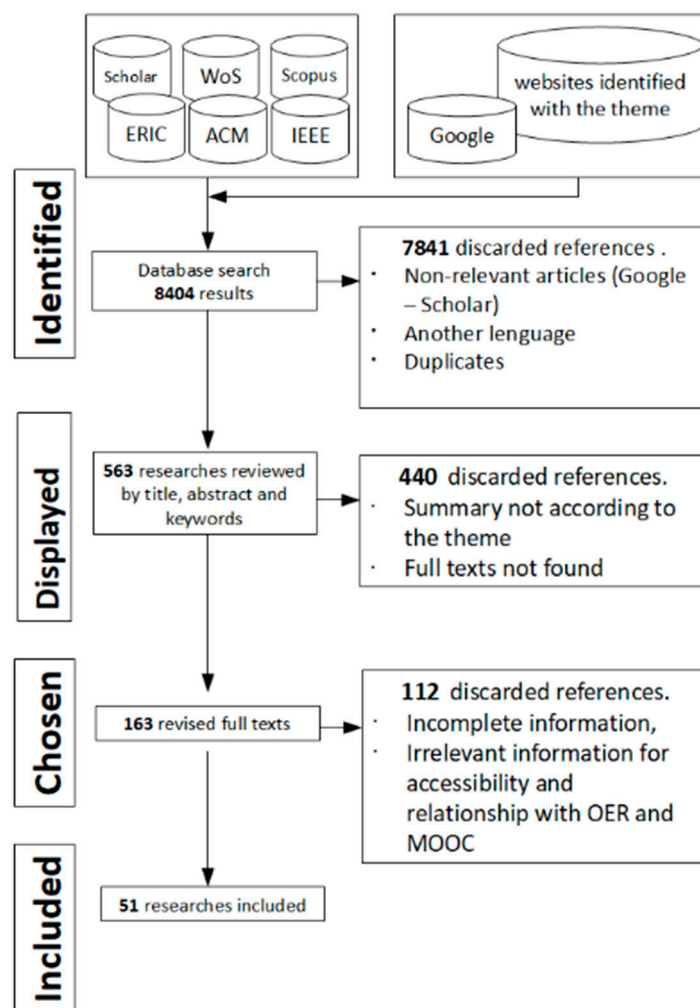 Scholar
WoS
Scopus
ERIC
ACM
IEEE
websites identified
with the theme
Google
Identified
Database search
8404 results
7841 discarded references .
· Non-relevant articles (Google
– Scholar)
· Another lenguage
· Duplicates
Displayed
563 researches reviewed
by title, abstract and
keywords
440 discarded references.
· Summary not according to
the theme
· Full texts not found
Chosen
163 revised full texts
112 discarded references.
· Incomplete information,
· Irrelevant information for
accessibility and
relationship with OER and
MOOC
Included
51 researches included